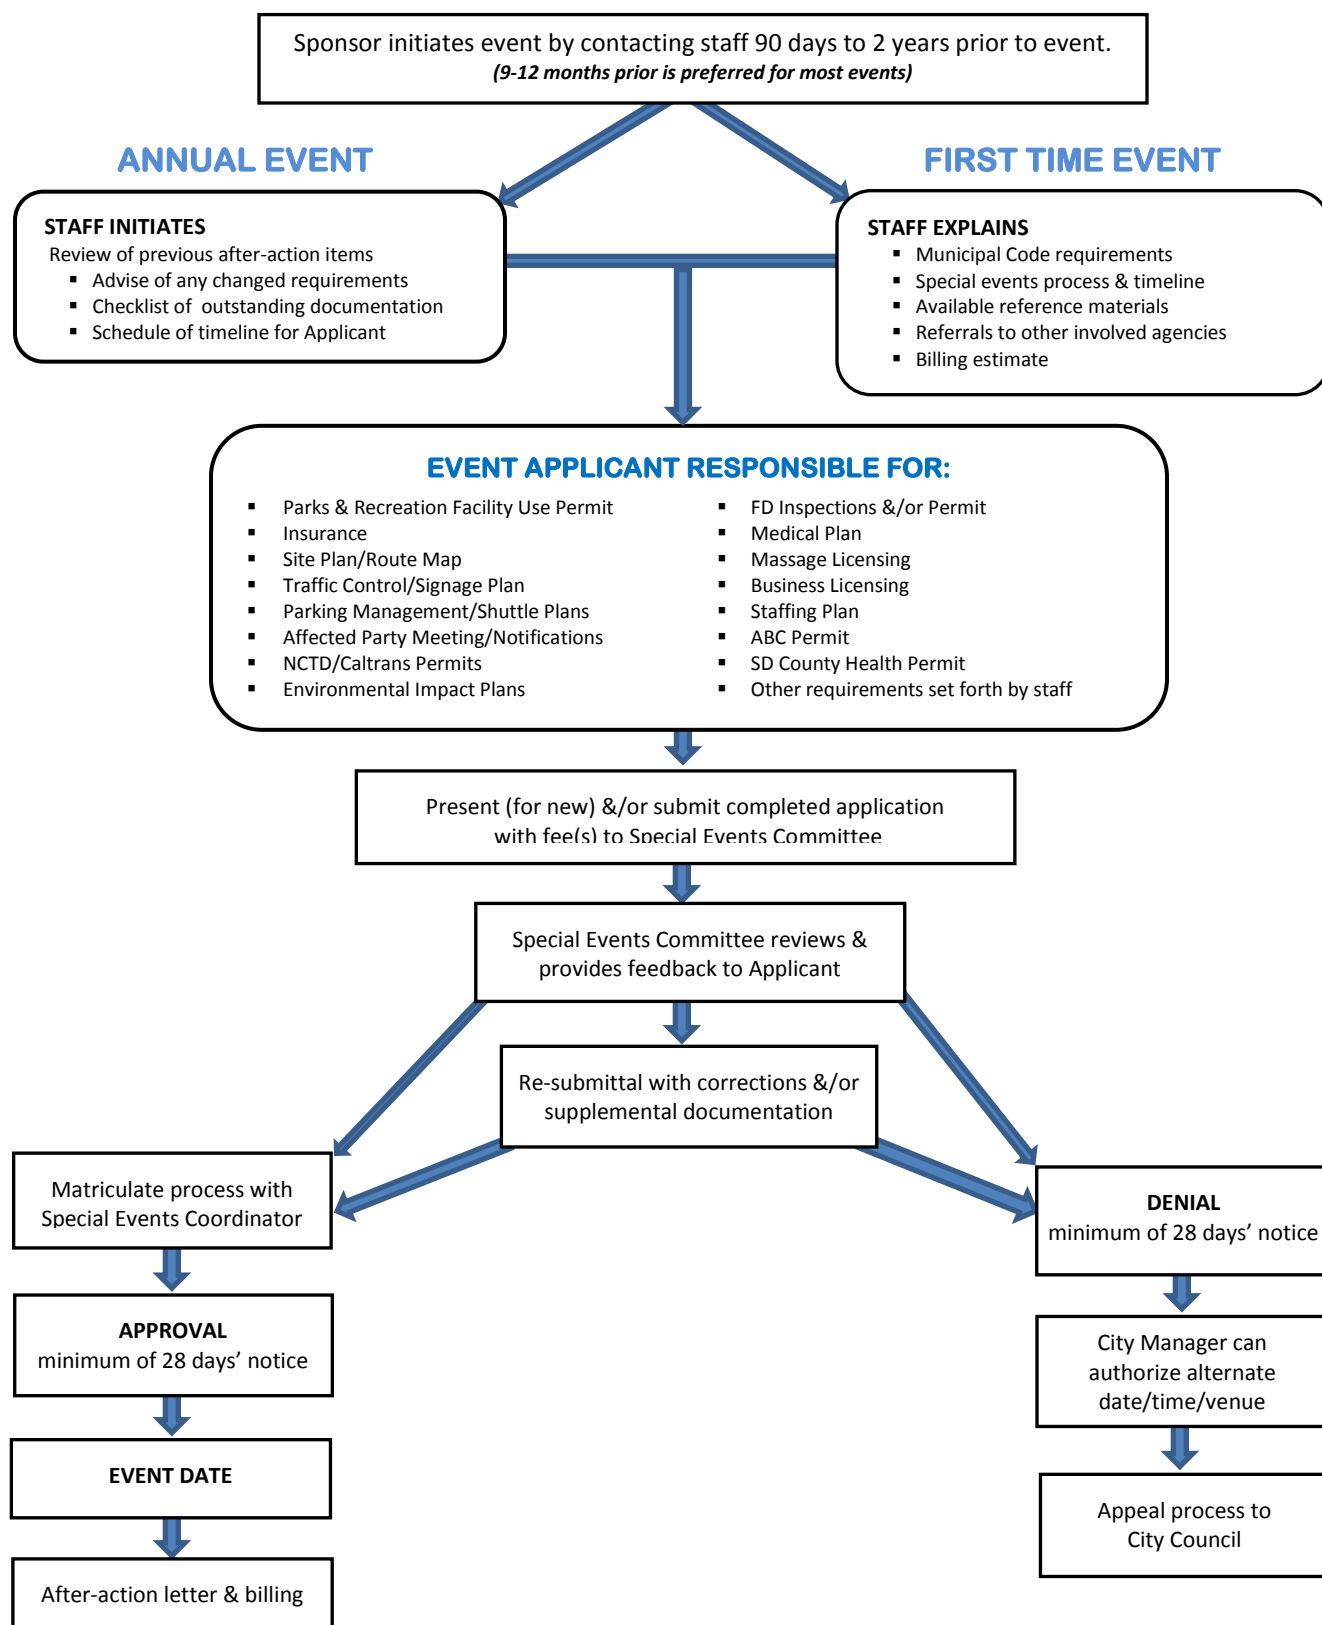 Sponsor initiates event by contacting staff 90 days to 2 years prior to event.
(9-12 months prior is preferred for most events)
ANNUAL EVENT
STAFF INITIATES
Review of previous after-action items
▪ Advise of any changed requirements
▪ Checklist of outstanding documentation
▪ Schedule of timeline for Applicant
FIRST TIME EVENT
STAFF EXPLAINS
▪ Municipal Code requirements
▪ Special events process & timeline
▪ Available reference materials
▪ Referrals to other involved agencies
▪ Billing estimate
EVENT APPLICANT RESPONSIBLE FOR:
▪ Parks & Recreation Facility Use Permit
▪ Insurance
▪ Site Plan/Route Map
▪ Traffic Control/Signage Plan
▪ Parking Management/Shuttle Plans
▪ Affected Party Meeting/Notifications
▪ NCTD/Caltrans Permits
▪ Environmental Impact Plans
▪ FD Inspections &/or Permit
▪ Medical Plan
▪ Massage Licensing
▪ Business Licensing
▪ Staffing Plan
▪ ABC Permit
▪ SD County Health Permit
▪ Other requirements set forth by staff
Present (for new) &/or submit completed application
with fee(s) to Special Events Committee
Special Events Committee reviews &
provides feedback to Applicant
Re-submittal with corrections &/or
supplemental documentation
Matriculate process with
Special Events Coordinator
APPROVAL
minimum of 28 days’ notice
EVENT DATE
After-action letter & billing
DENIAL
minimum of 28 days’ notice
City Manager can
authorize alternate
date/time/venue
Appeal process to
City Council